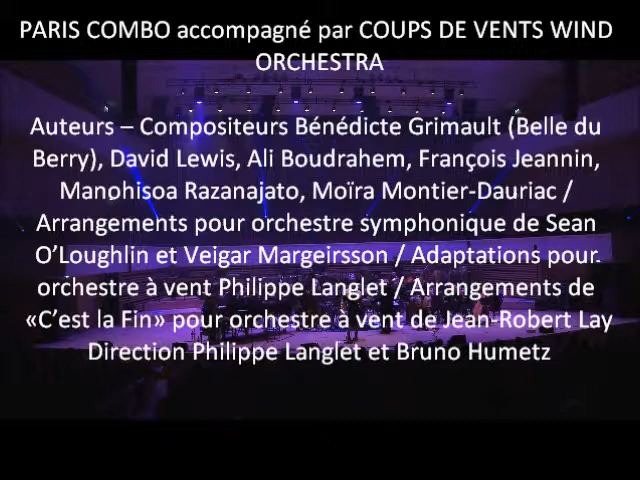 PARIS COMBO accompagné par COUPS DE VENTS WIND
ORCHESTRA
Auteurs – Compositeurs Bénédicte Grimault (Belle du
Berry), David Lewis, Ali Boudrahem, François Jeannin,
Manohisoa Razanajato, Moïra Montier-Dauriac /
Arrangements pour orchestre symphonique de Sean
O’Loughlin et Veigar Margeirsson / Adaptations pour
orchestre à vent Philippe Langlet / Arrangements de
«C’est la Fin» pour orchestre à vent de Jean-Robert Lay
Direction Philippe Langlet et Bruno Humetz